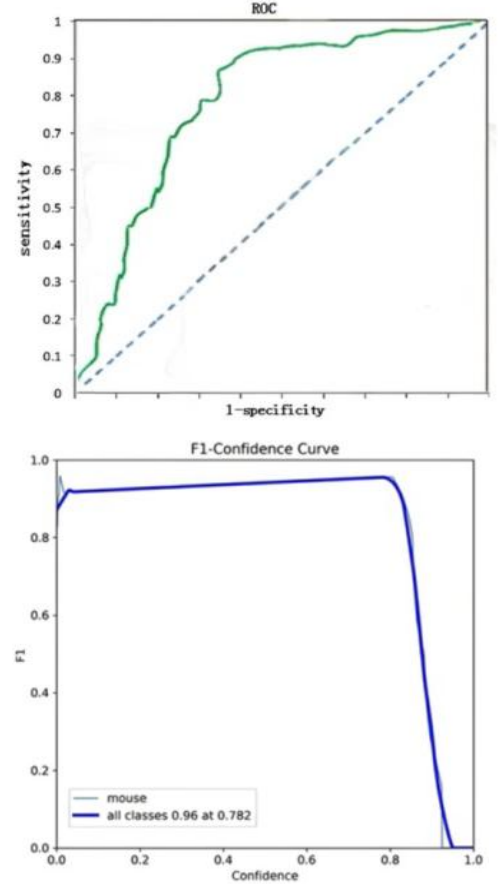 ROC
1
0.9
0.8
0.7
0.6
0.5
0.4
0.3
0.2
0.1
0
sensitivity
1-specificity
F1-Confidence Curve
1.0
0.8
0.6
0.4
0.2
0.0
F1
mouse
all classes 0.96 at 0.782
0.0 0.2 0.4 0.6 0.8 1.0
Confidence